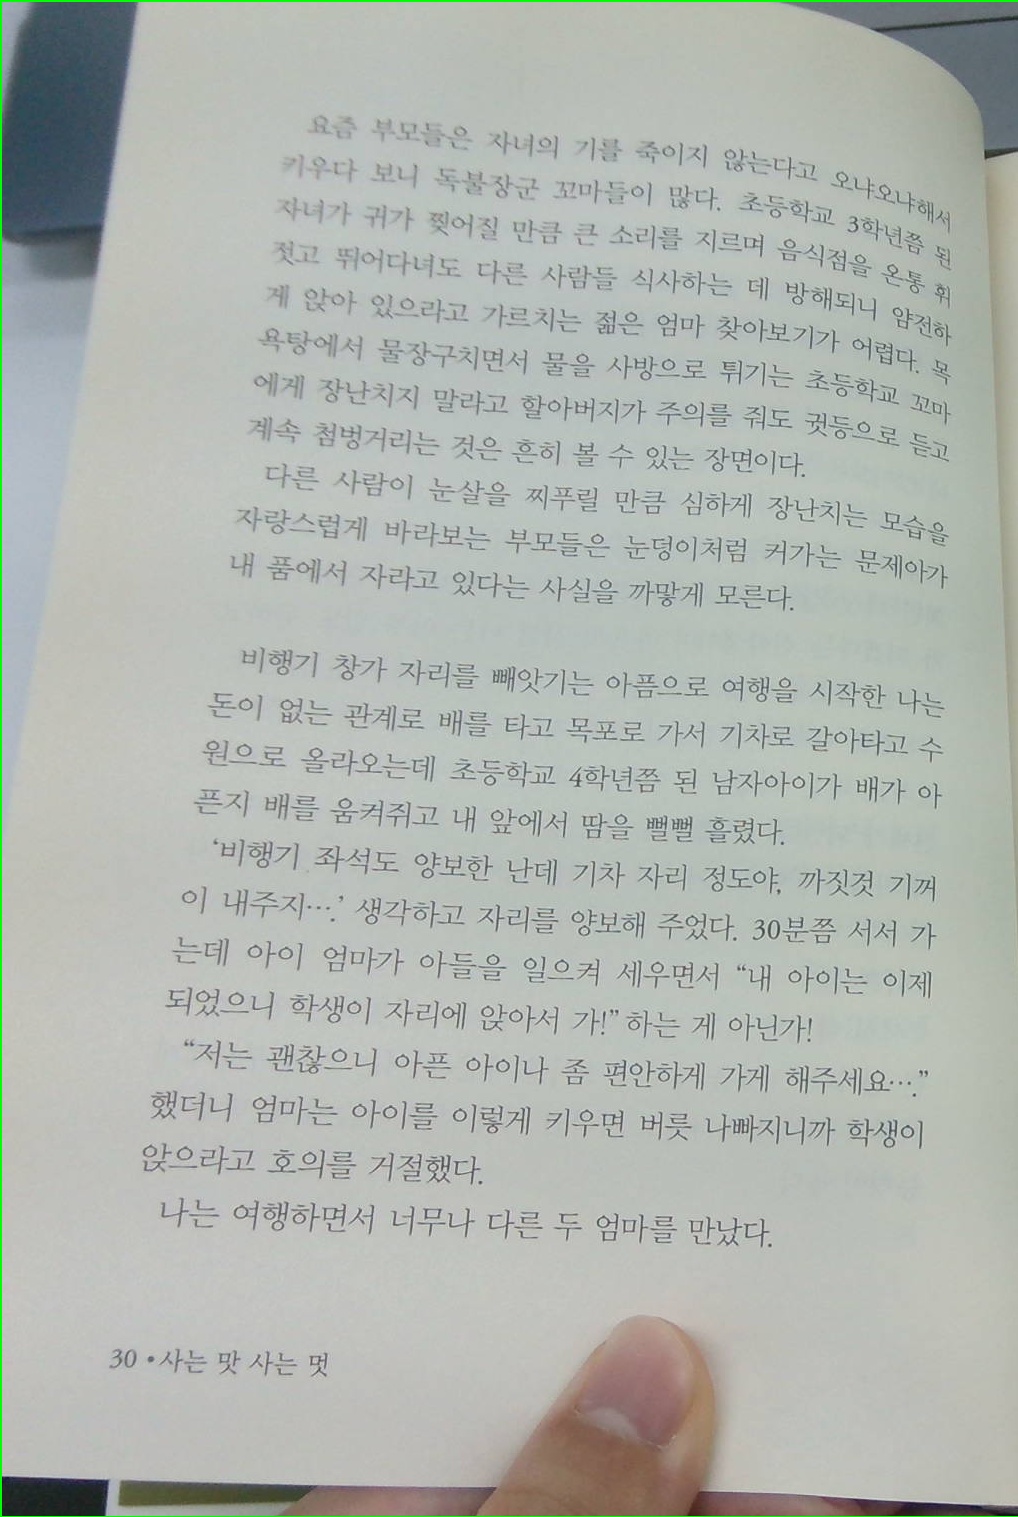 요즘 부모들은 자녀의 기를 죽이지 않는다고 오냐오냐해서
키우다 보니 독불장군 꼬마들이 많다. 초등학교 3학년쯤 된
자녀가 귀가 찢어질 만큼 큰 소리를 지르며 음식점을 온통 휘
젓고 뛰어다녀도 다른 사람들 식사하는 데 방해되니 얌전하
게 앉아 있으라고 가르치는 젊은 엄마 찾아보기가 어렵다. 목
욕탕에서 물장구치면서 물을 사방으로 튀기는 초등학교 꼬마
에게 장난치지 말라고 할아버지가 주의를 줘도 귓등으로 듣고
계속 첨벙거리는 것은 흔히 볼 수 있는 장면이다.
다른 사람이 눈살을 찌푸릴 만큼 심하게 장난치는 모습을
자랑스럽게 바라보는 부모들은 눈덩이처럼 커가는 문제아가
내 품에서 자라고 있다는 사실을 까맣게 모른다.
비행기 창가 자리를 빼앗기는 아픔으로 여행을 시작한 나는
돈이 없는 관계로 배를 타고 목포로 가서 기차로 갈아타고 수
원으로 올라오는데 초등학교 4학년쯤 된 남자아이가 배가 아
픈지 배를 움켜쥐고 내 앞에서 땀을 뻘뻘 흘렸다.
‘비행기 좌석도 양보한 난데 기차 자리 정도야, 까짓것 기꺼
이 내주지….’ 생각하고 자리를 양보해 주었다. 30분쯤 서서 가
는데 아이 엄마가 아들을 일으켜 세우면서 “내 아이는 이제
되었으니 학생이 자리에 앉아서 가!” 하는 게 아닌가!
“저는 괜찮으니 아픈 아이나 좀 편안하게 가게 해주세요….”
했더니 엄마는 아이를 이렇게 키우면 버릇 나빠지니까 학생이
앉으라고 호의를 거절했다.
나는 여행하면서 너무나 다른 두 엄마를 만났다.
30 • 사는 맛 사는 멋